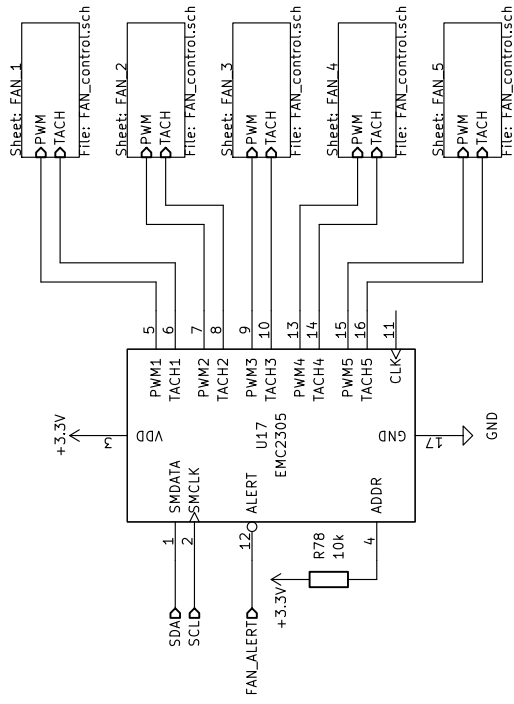 Sheet: FAN_1
PWM
TACH
File: FAN_control.sch
Sheet: FAN_2
PWM
TACH
File: FAN_control.sch
Sheet: FAN_3
PWM
TACH
File: FAN_control.sch
Sheet: FAN_4
PWM
TACH
File: FAN_control.sch
Sheet: FAN_5
PWM
TACH
File: FAN_control.sch
+3.3V
3
VDD
U17
EMC2305
GND
17
GND
PWM1
5
TACH1
6
PWM2
7
TACH2
8
PWM3
9
TACH3
10
PWM4
13
TACH4
14
PWM5
15
TACH5
16
CLK
11
SDA
1
SMDATA
SCL
2
SMCLK
FAN_ALERT
12
ALERT
+3.3V
R78
10k
4
ADDR